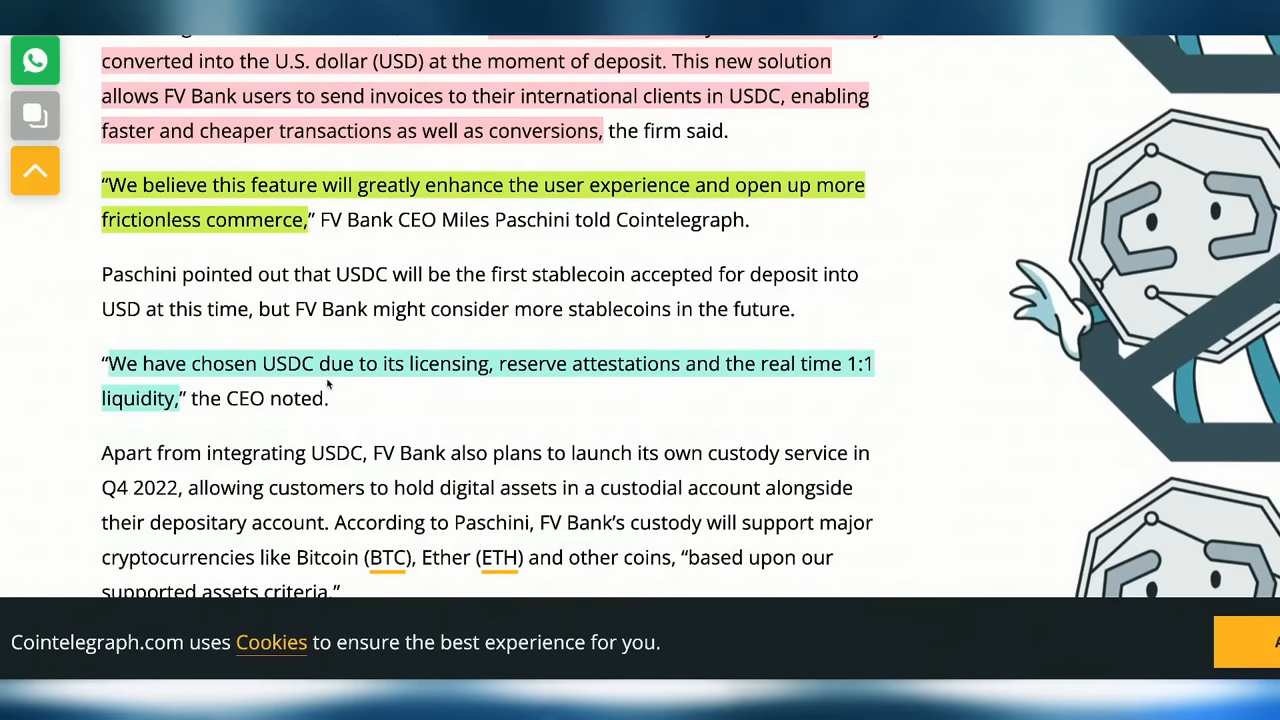 converted into the U.S. dollar (USD) at the moment of deposit. This new solution
allows FV Bank users to send invoices to their international clients in USDC, enabling
faster and cheaper transactions as well as conversions, the firm said.
“We believe this feature will greatly enhance the user experience and open up more
frictionless commerce,” FV Bank CEO Miles Paschini told Cointelegraph.
Paschini pointed out that USDC will be the first stablecoin accepted for deposit into
USD at this time, but FV Bank might consider more stablecoins in the future.
“We have chosen USDC due to its licensing, reserve attestations and the real time 1:1
liquidity,” the CEO noted.
Apart from integrating USDC, FV Bank also plans to launch its own custody service in
Q4 2022, allowing customers to hold digital assets in a custodial account alongside
their depositary account. According to Paschini, FV Bank’s custody will support major
cryptocurrencies like Bitcoin (BTC), Ether (ETH) and other coins, “based upon our
supported assets criteria.”
Cointelegraph.com uses Cookies to ensure the best experience for you.